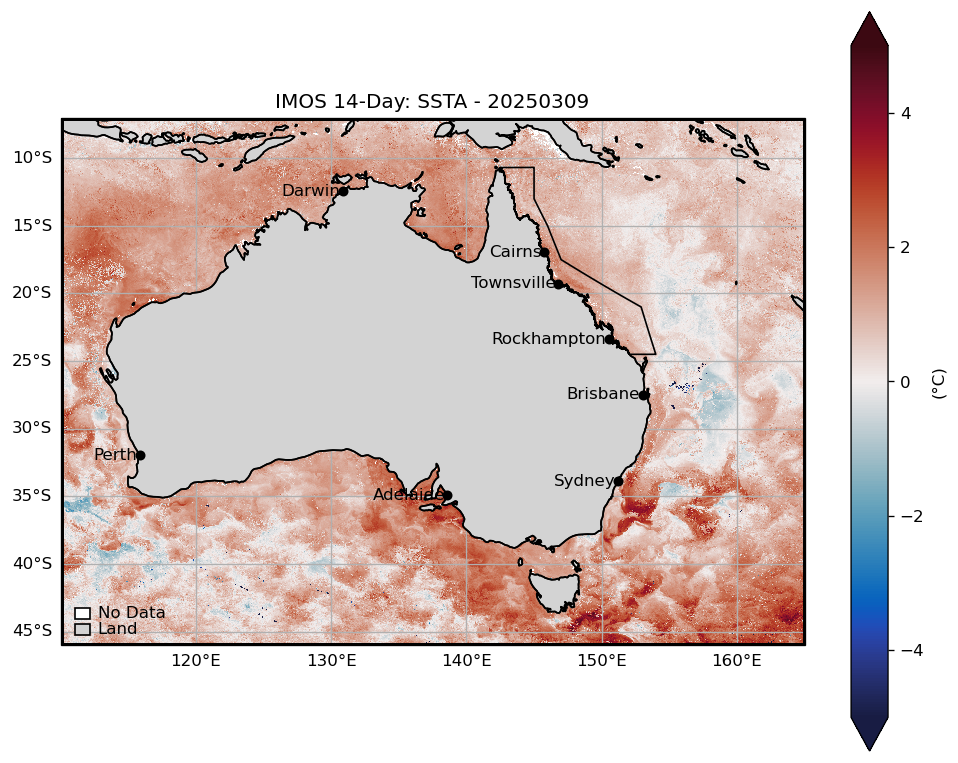 IMOS 14-Day: SSTA - 20250309
10°S
15°S
20°S
25°S
30°S
35°S
40°S
45°S
Darwin
Cairns
Townsville
Rockhampton
Brisbane
Perth
Sydney
Adelaide
No Data
Land
120°E 130°E 140°E 150°E 160°E
4
2
0
−2
−4
(°C)